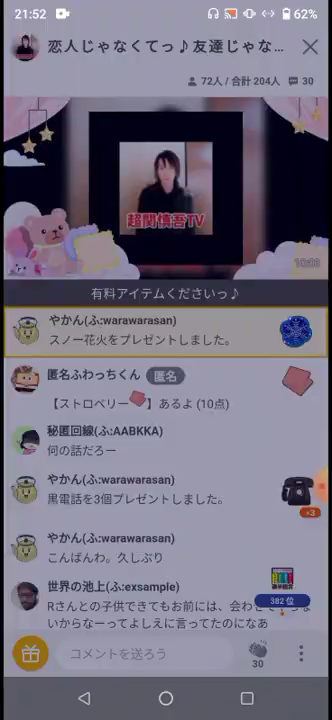 21:52
62%
恋人じゃなくてっ♪友達じゃな...
72人 / 合計 204人 30
超関慎吾TV
有料アイテムくださいっ♪
やかん(ふ:warawarasan)
スノー花火をプレゼントしました。
匿名ふわっちくん 匿名
【ストロベリー】あるよ (10点)
秘匿回線(ふ:AABKKA)
何の話だろー
やかん(ふ:warawarasan)
黒電話を3個プレゼントしました。
×3
やかん(ふ:warawarasan)
こんばんわ。久しぶり
世界の池上(ふ:exsample)
382 位
Rさんとの子供できてもお前には、会わせ
いからなーってよしえに言ってたのになあ
コメントを送ろう
30